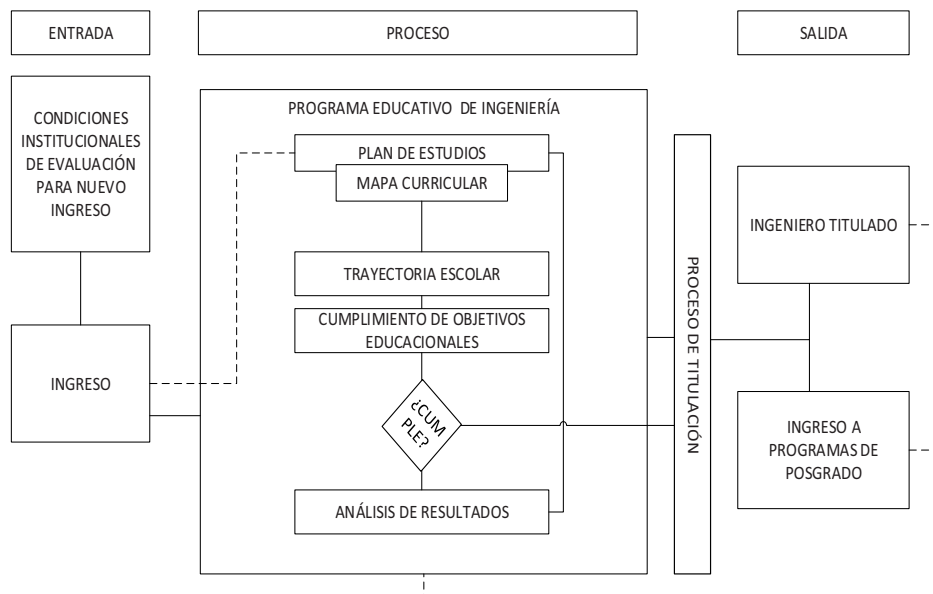 ENTRADA
PROCESO
SALIDA
CONDICIONES
INSTITUCIONALES
DE EVALUACIÓN
PARA NUEVO
INGRESO
INGRESO
PROGRAMA EDUCATIVO DE INGENIERÍA
PLAN DE ESTUDIOS
MAPA CURRICULAR
TRAYECTORIA ESCOLAR
CUMPLIMIENTO DE OBJETIVOS
EDUCACIONALES
¿CUM
PLE?
ANÁLISIS DE RESULTADOS
PROCESO DE TITULACIÓN
INGENIERO TITULADO
INGRESO A
PROGRAMAS DE
POSGRADO